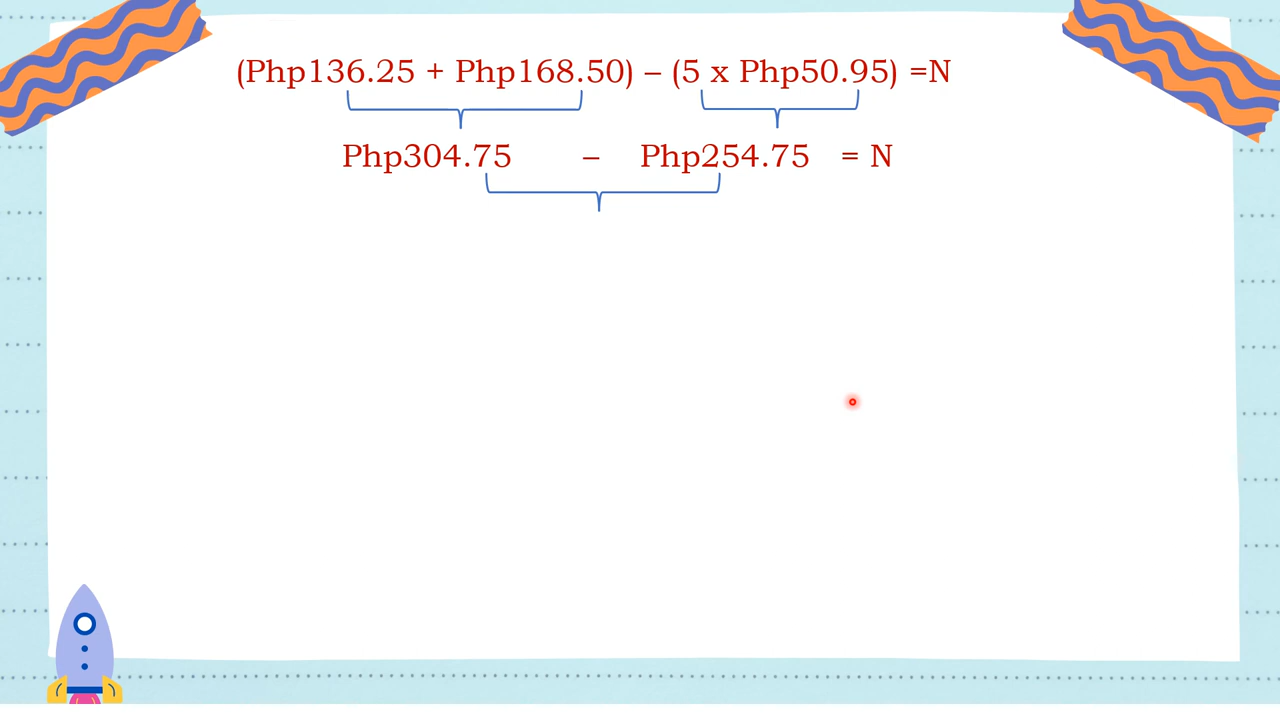 (Php136.25 + Php168.50) – (5 x Php50.95) =N
Php304.75 – Php254.75 = N